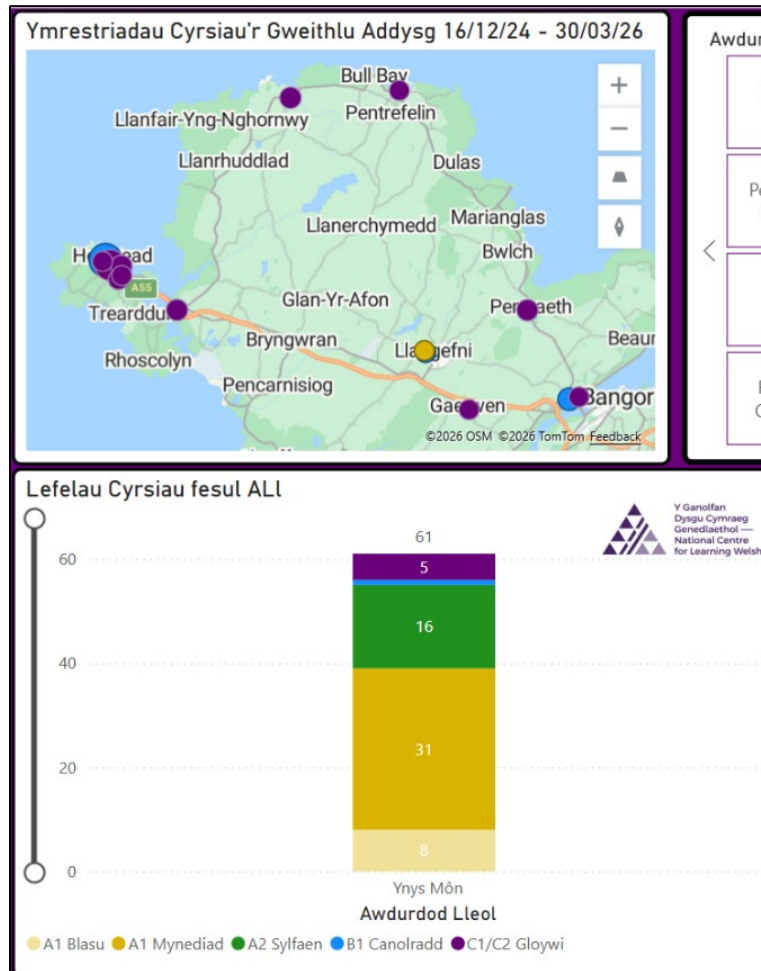 Ymrestriadau Cyrsiau'r Gweithlu Addysg 16/12/24 - 30/03/26
Bull Bay
Llanfair-Yng-Nghornwy
Pentrefelin
Llanrhuddlad
Dulas
Llanerchymedd
Marianglas
Bwlch
A55
Glan-Yr-Afon
Bryngwran
Rhoscolyn
Pencarnisiog
Bangor
©2026 OSM ©2026 TomTom Feedback
Lefelau Cyrsiau fesul ALl
Y Ganolfan
Dysgu Cymraeg
Genedlaethol —
National Centre
for Learning Welsh
61
60
5
16
40
31
20
8
0
Ynys Môn
Awdurdod Lleol
A1 Blasu A1 Mynediad A2 Sylfaen B1 Canolradd C1/C2 Gloywi